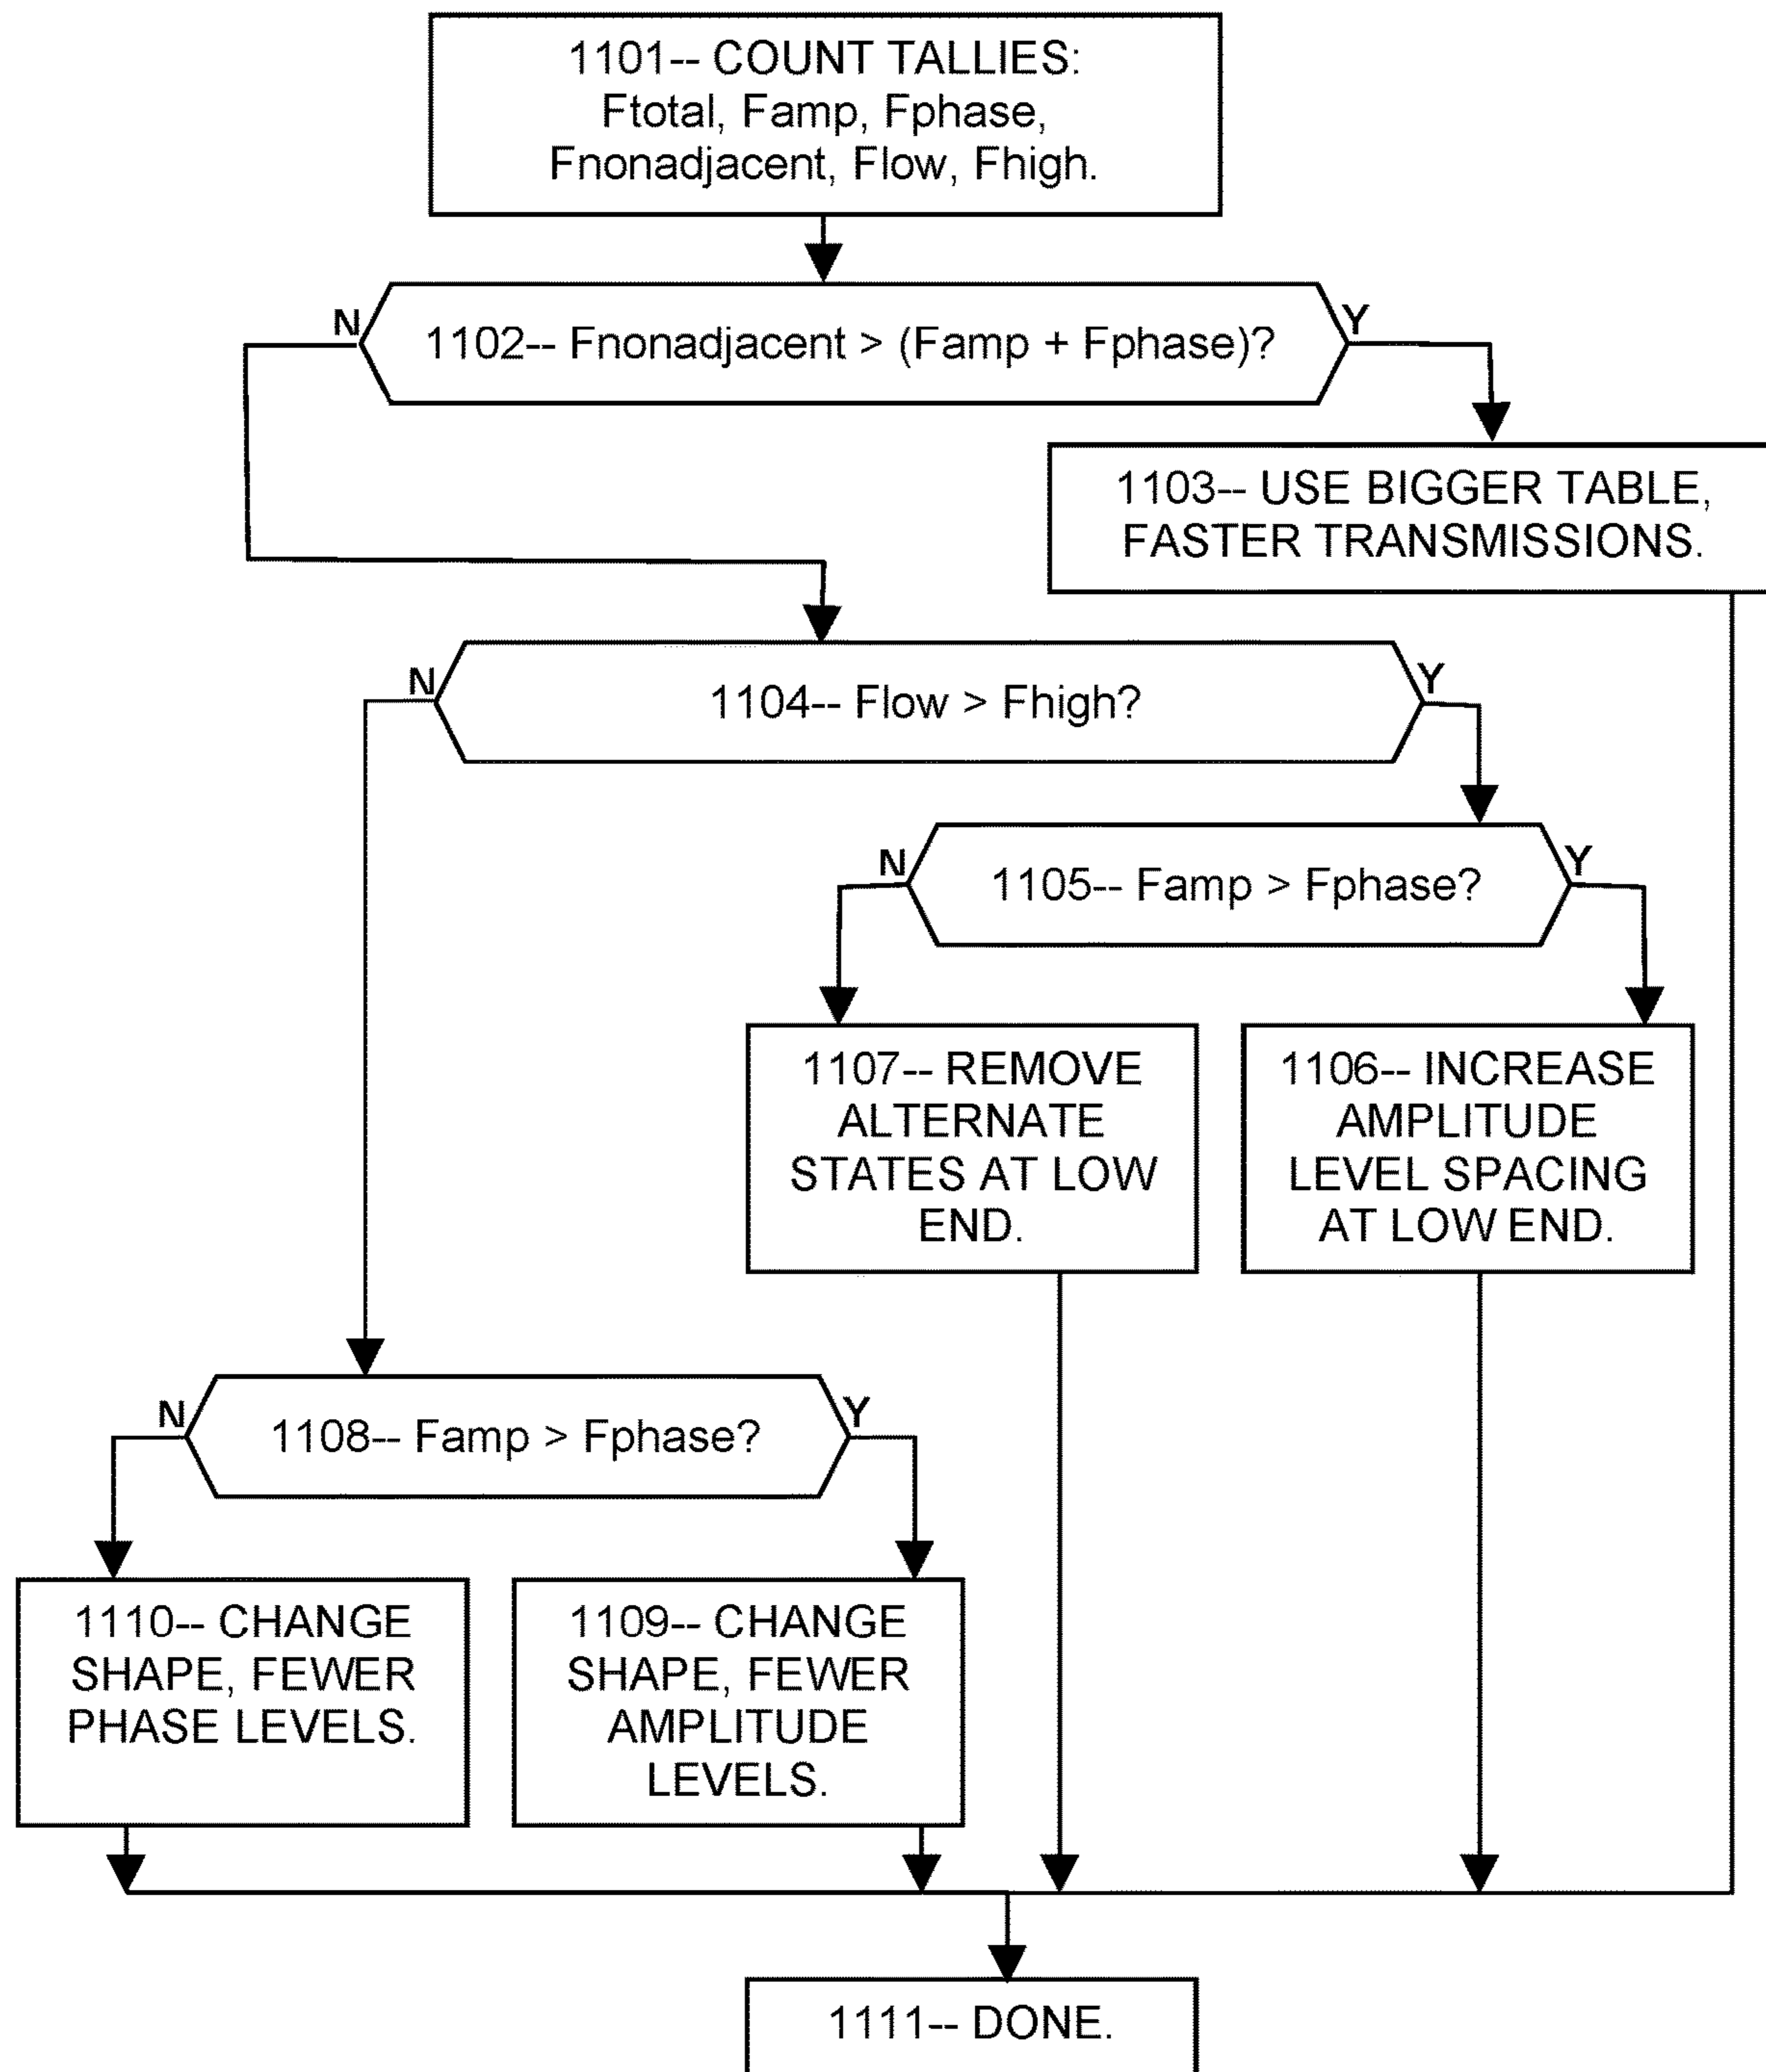 1101-- COUNT TALLIES:
Ftotal, Famp, Fphase,
Fnonadjacent, Flow, Fhigh.
N
Y
1102-- Fnonadjacent > (Famp + Fphase)?
1103-- USE BIGGER TABLE,
FASTER TRANSMISSIONS.
N
Y
1104-- Flow > Fhigh?
N
Y
1105-- Famp > Fphase?
1107-- REMOVE
ALTERNATE
STATES AT LOW
END.
1106-- INCREASE
AMPLITUDE
LEVEL SPACING
AT LOW END.
N
Y
1108-- Famp > Fphase?
1110-- CHANGE
SHAPE, FEWER
PHASE LEVELS.
1109-- CHANGE
SHAPE, FEWER
AMPLITUDE
LEVELS.
1111-- DONE.